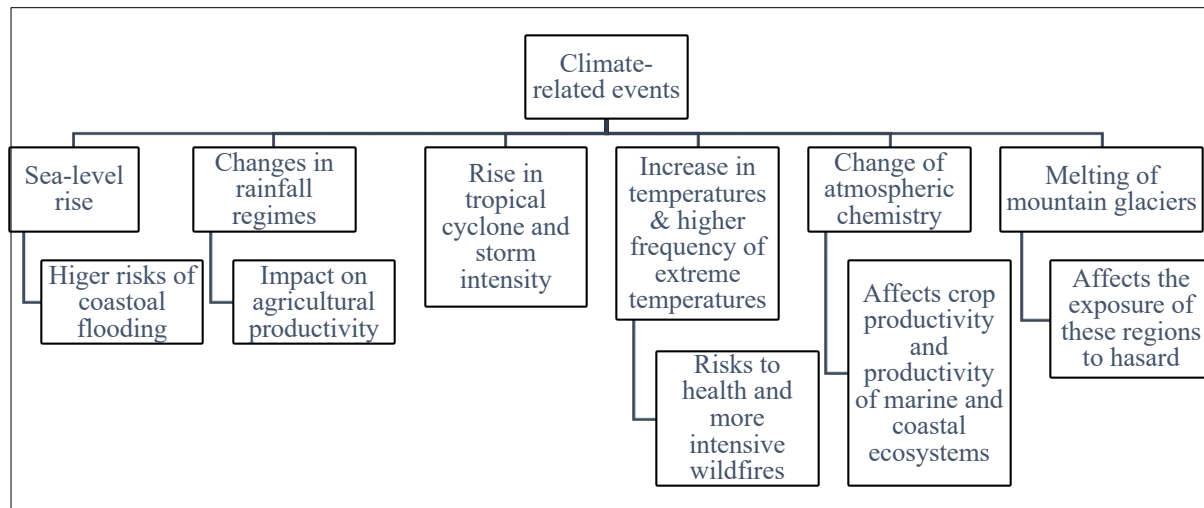 Climate-
related events
Sea-level
rise
Higer risks of
coastoal
flooding
Changes in
rainfall
regimes
Impact on
agricultural
productivity
Rise in
tropical
cyclone and
storm
intensity
Increase in
temperatures
& higher
frequency of
extreme
temperatures
Risks to
health and
more
intensive
wildfires
Change of
atmospheric
chemistry
Affects crop
productivity
and
productivity
of marine and
coastal
ecosystems
Melting of
mountain glaciers
Affects the
exposure of
these regions
to hasard